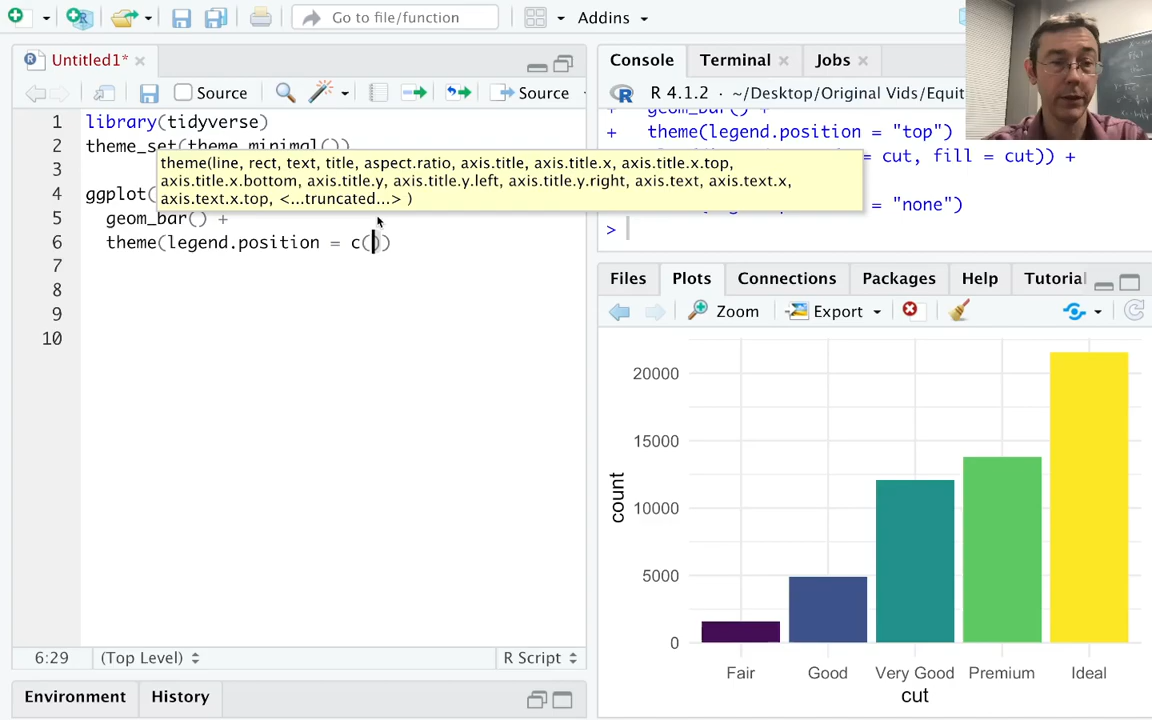 Go to file/function
Addins
Untitled1*
Source
Source
1 library(tidyverse)
2 theme_set(theme_minimal())
3
4 ggplot(
5 geom_bar() +
6 theme(legend.position = c())
7
8
9
10
theme(line, rect, text, title, aspect.ratio, axis.title, axis.title.x, axis.title.x.top,
axis.title.x.bottom, axis.title.y, axis.title.y.left, axis.title.y.right, axis.text, axis.text.x,
axis.text.x.top, <...truncated...> )
6:29 (Top Level) R Script
Environment History
Console Terminal Jobs
R 4.1.2 · ~/Desktop/Original Vids/Equit
+ geom_bar() +
+ theme(legend.position = "top")
= cut, fill = cut)) +
= "none")
>
Files Plots Connections Packages Help Tutorial
Zoom Export
20000
15000
10000
5000
0
count
Fair Good Very Good Premium Ideal
cut